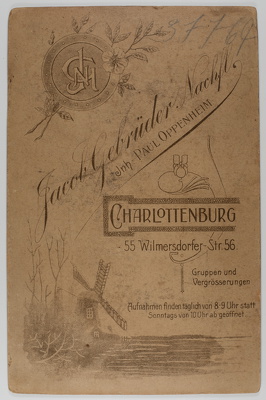 Jacob Gebrüder Nachfl.
Inh. PAUL OPPENHEIM
CHARLOTTENBURG
55 Wilmersdorfer-Str. 56
Gruppen und
Vergrösserungen
Aufnahmen finden täglich von 8-9 Uhr statt
Sonntags von 10 Uhr ab geöffnet